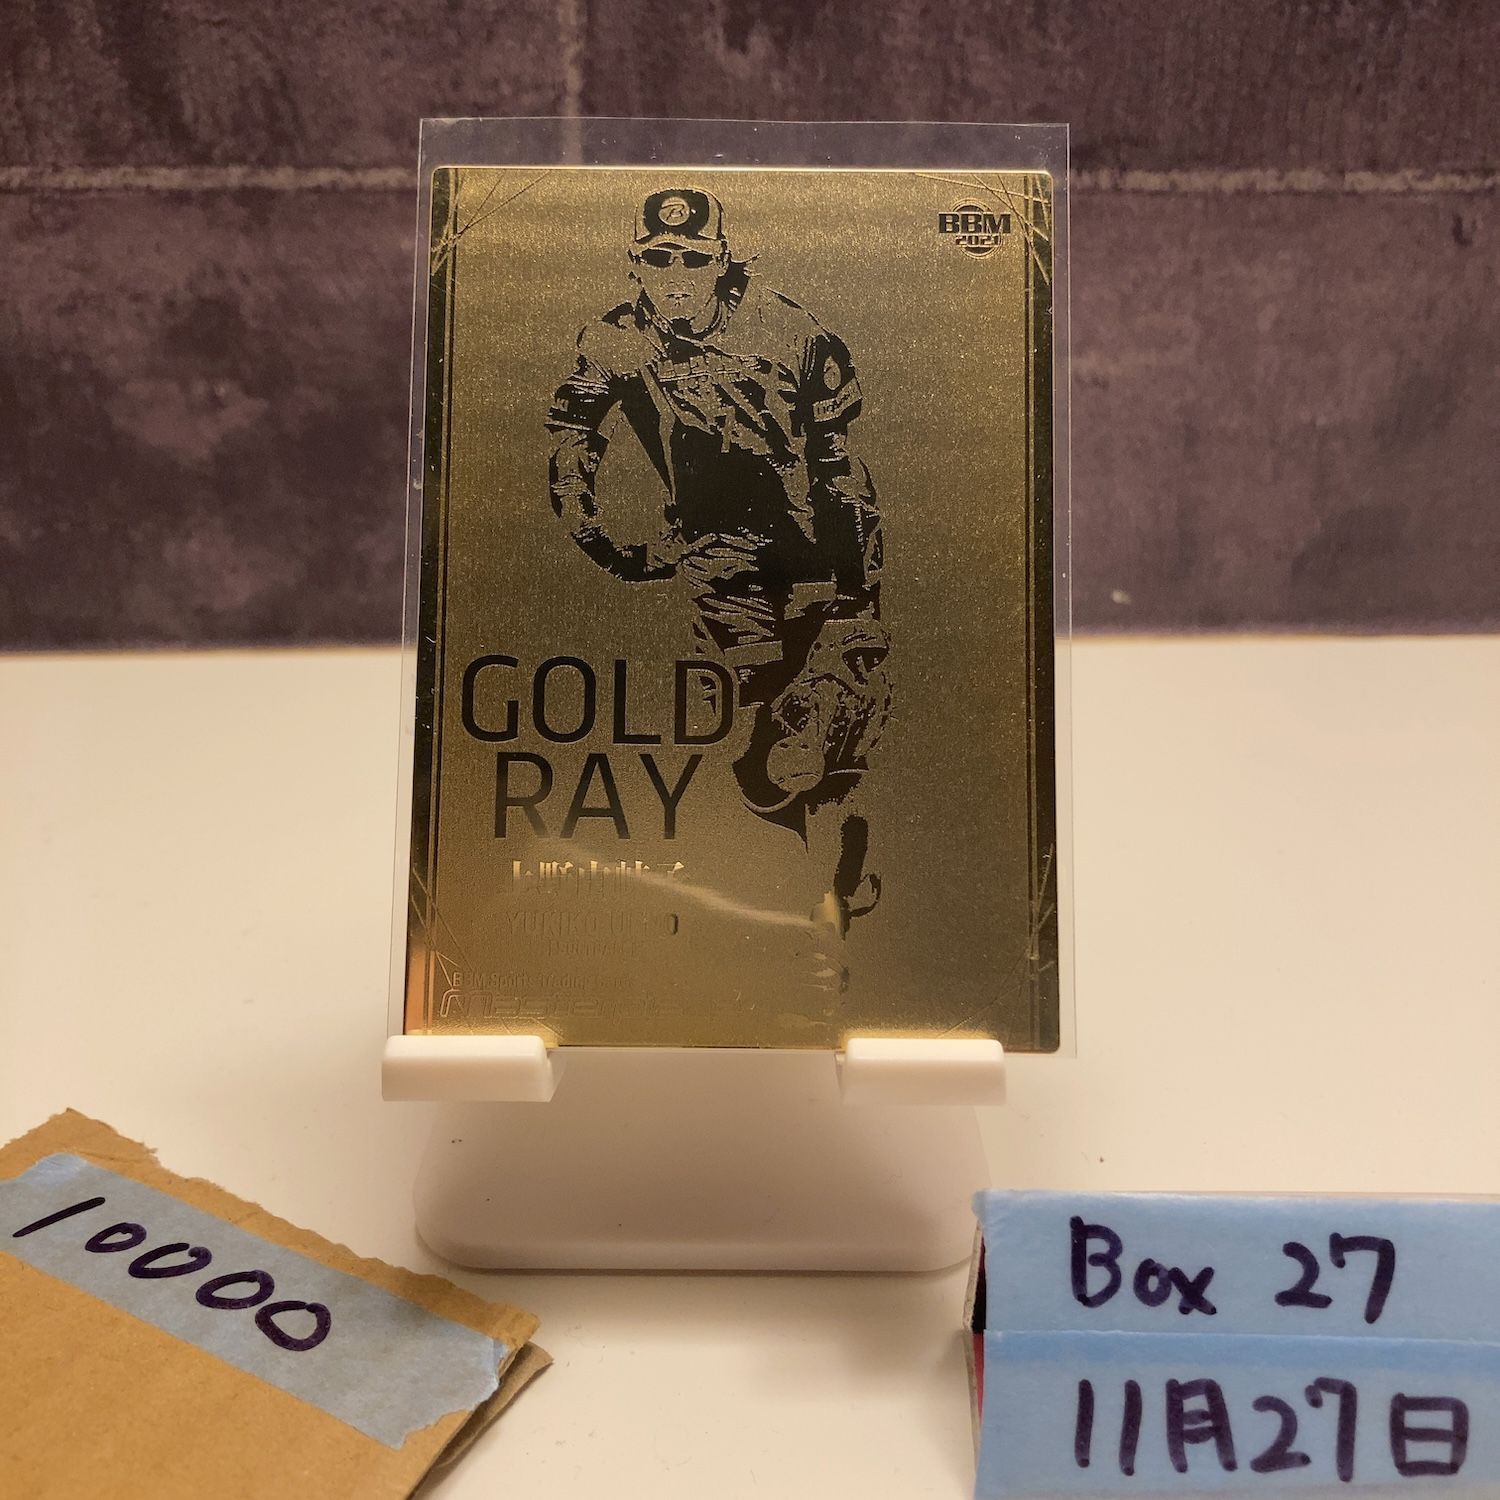 B
BBM
2021
GOLD
RAY
上野由岐子
YUKIKO UENO
BBM Sports Trading Card
Masterpiece
10000
Box 27
11月27日